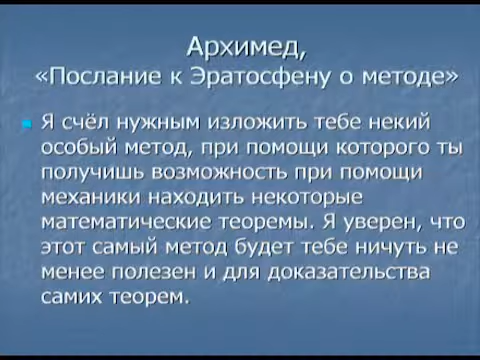 Архимед,
«Послание к Эратосфену о методе»
Я счёл нужным изложить тебе некий
особый метод, при помощи которого ты
получишь возможность при помощи
механики находить некоторые
математические теоремы. Я уверен, что
этот самый метод будет тебе ничуть не
менее полезен и для доказательства
самих теорем.